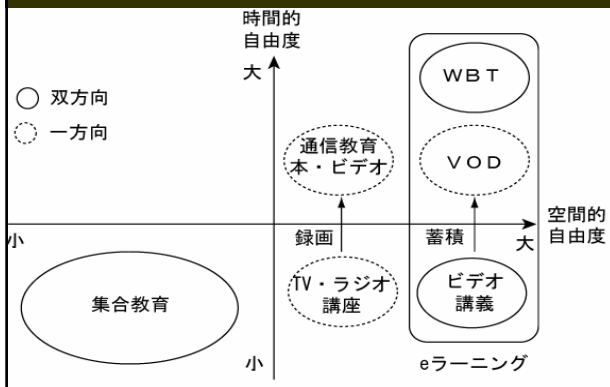 時間的
自由度
大
WBT
双方向
一方向
通信教育
本・ビデオ
VOD
空間的
自由度
小
録画
蓄積
大
集合教育
TV・ラジオ
講座
ビデオ
講義
小
eラーニング